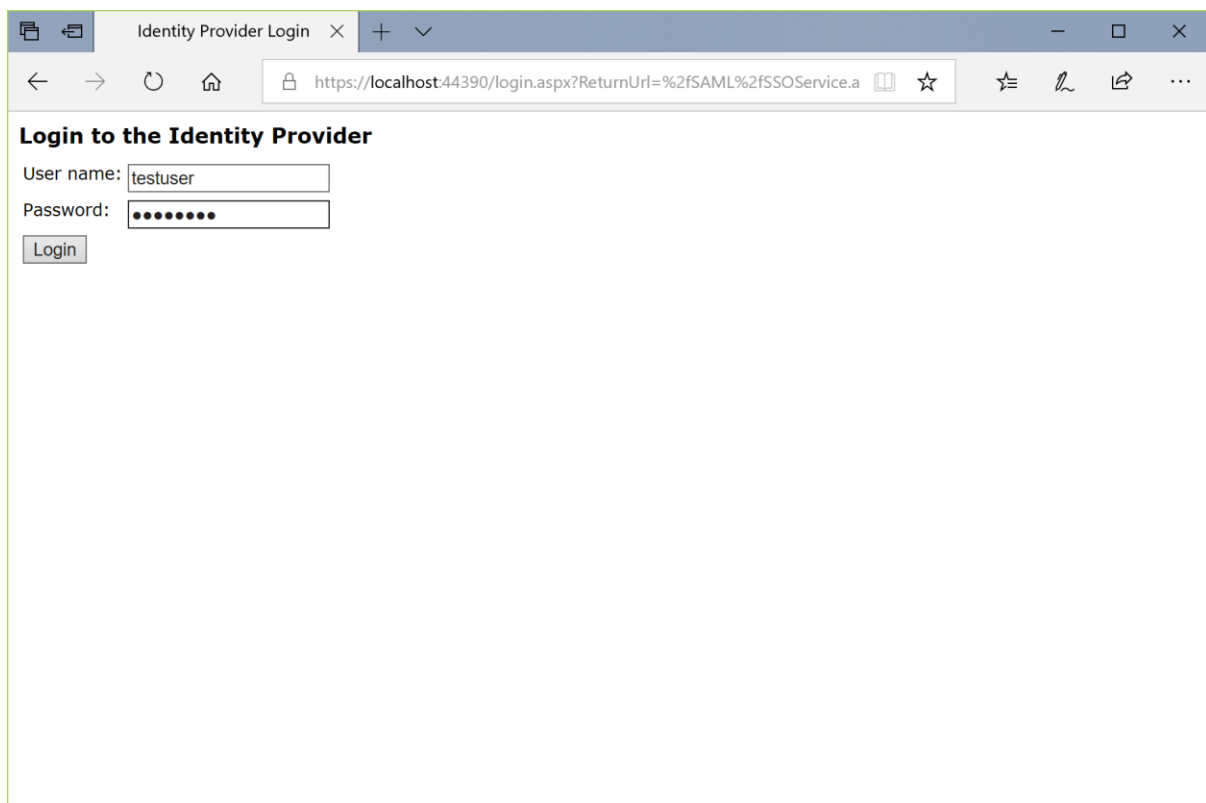 Identity Provider Login
https://localhost:44390/login.aspx?ReturnUrl=%2fSAML%2fSSOService.a
Login to the Identity Provider
User name: testuser
Password: ●●●●●●●●
Login